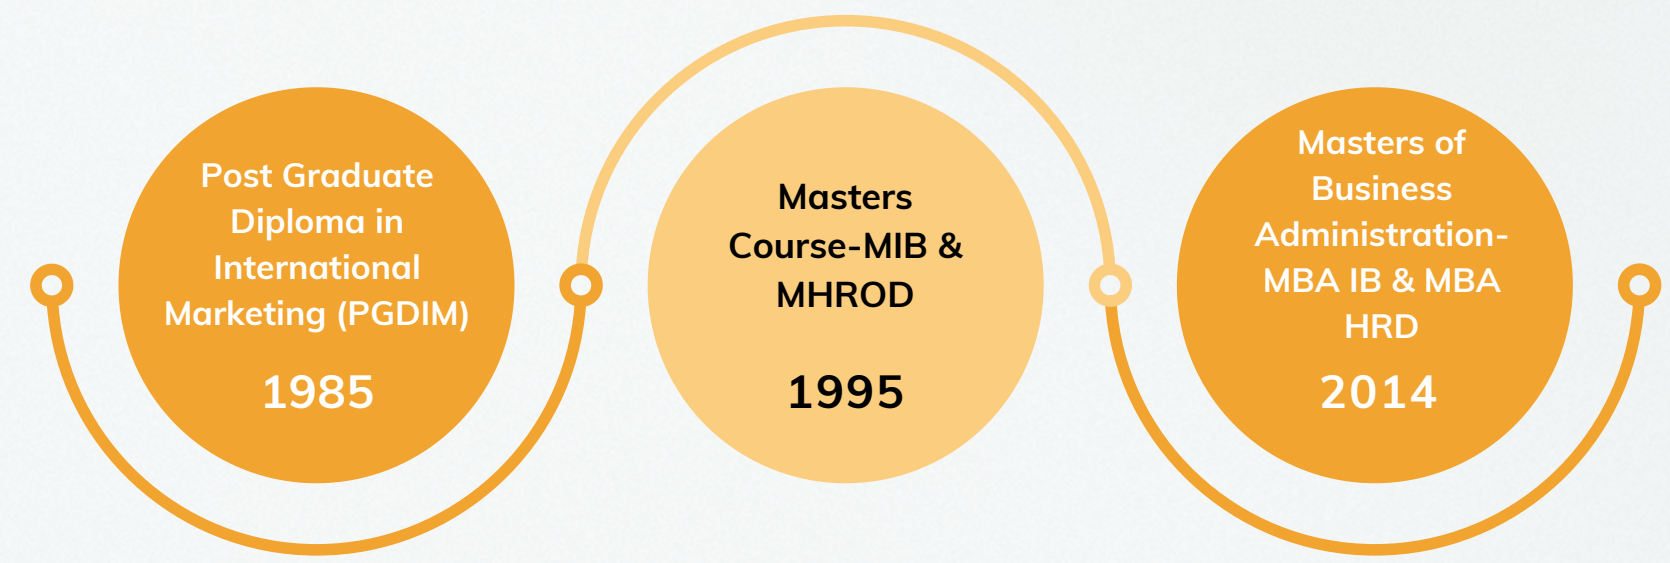 Post Graduate
Diploma in
International
Marketing (PGDIM)
1985
Masters
Course-MIB &
MHROD
1995
Masters of
Business
Administration-
MBA IB & MBA
HRD
2014